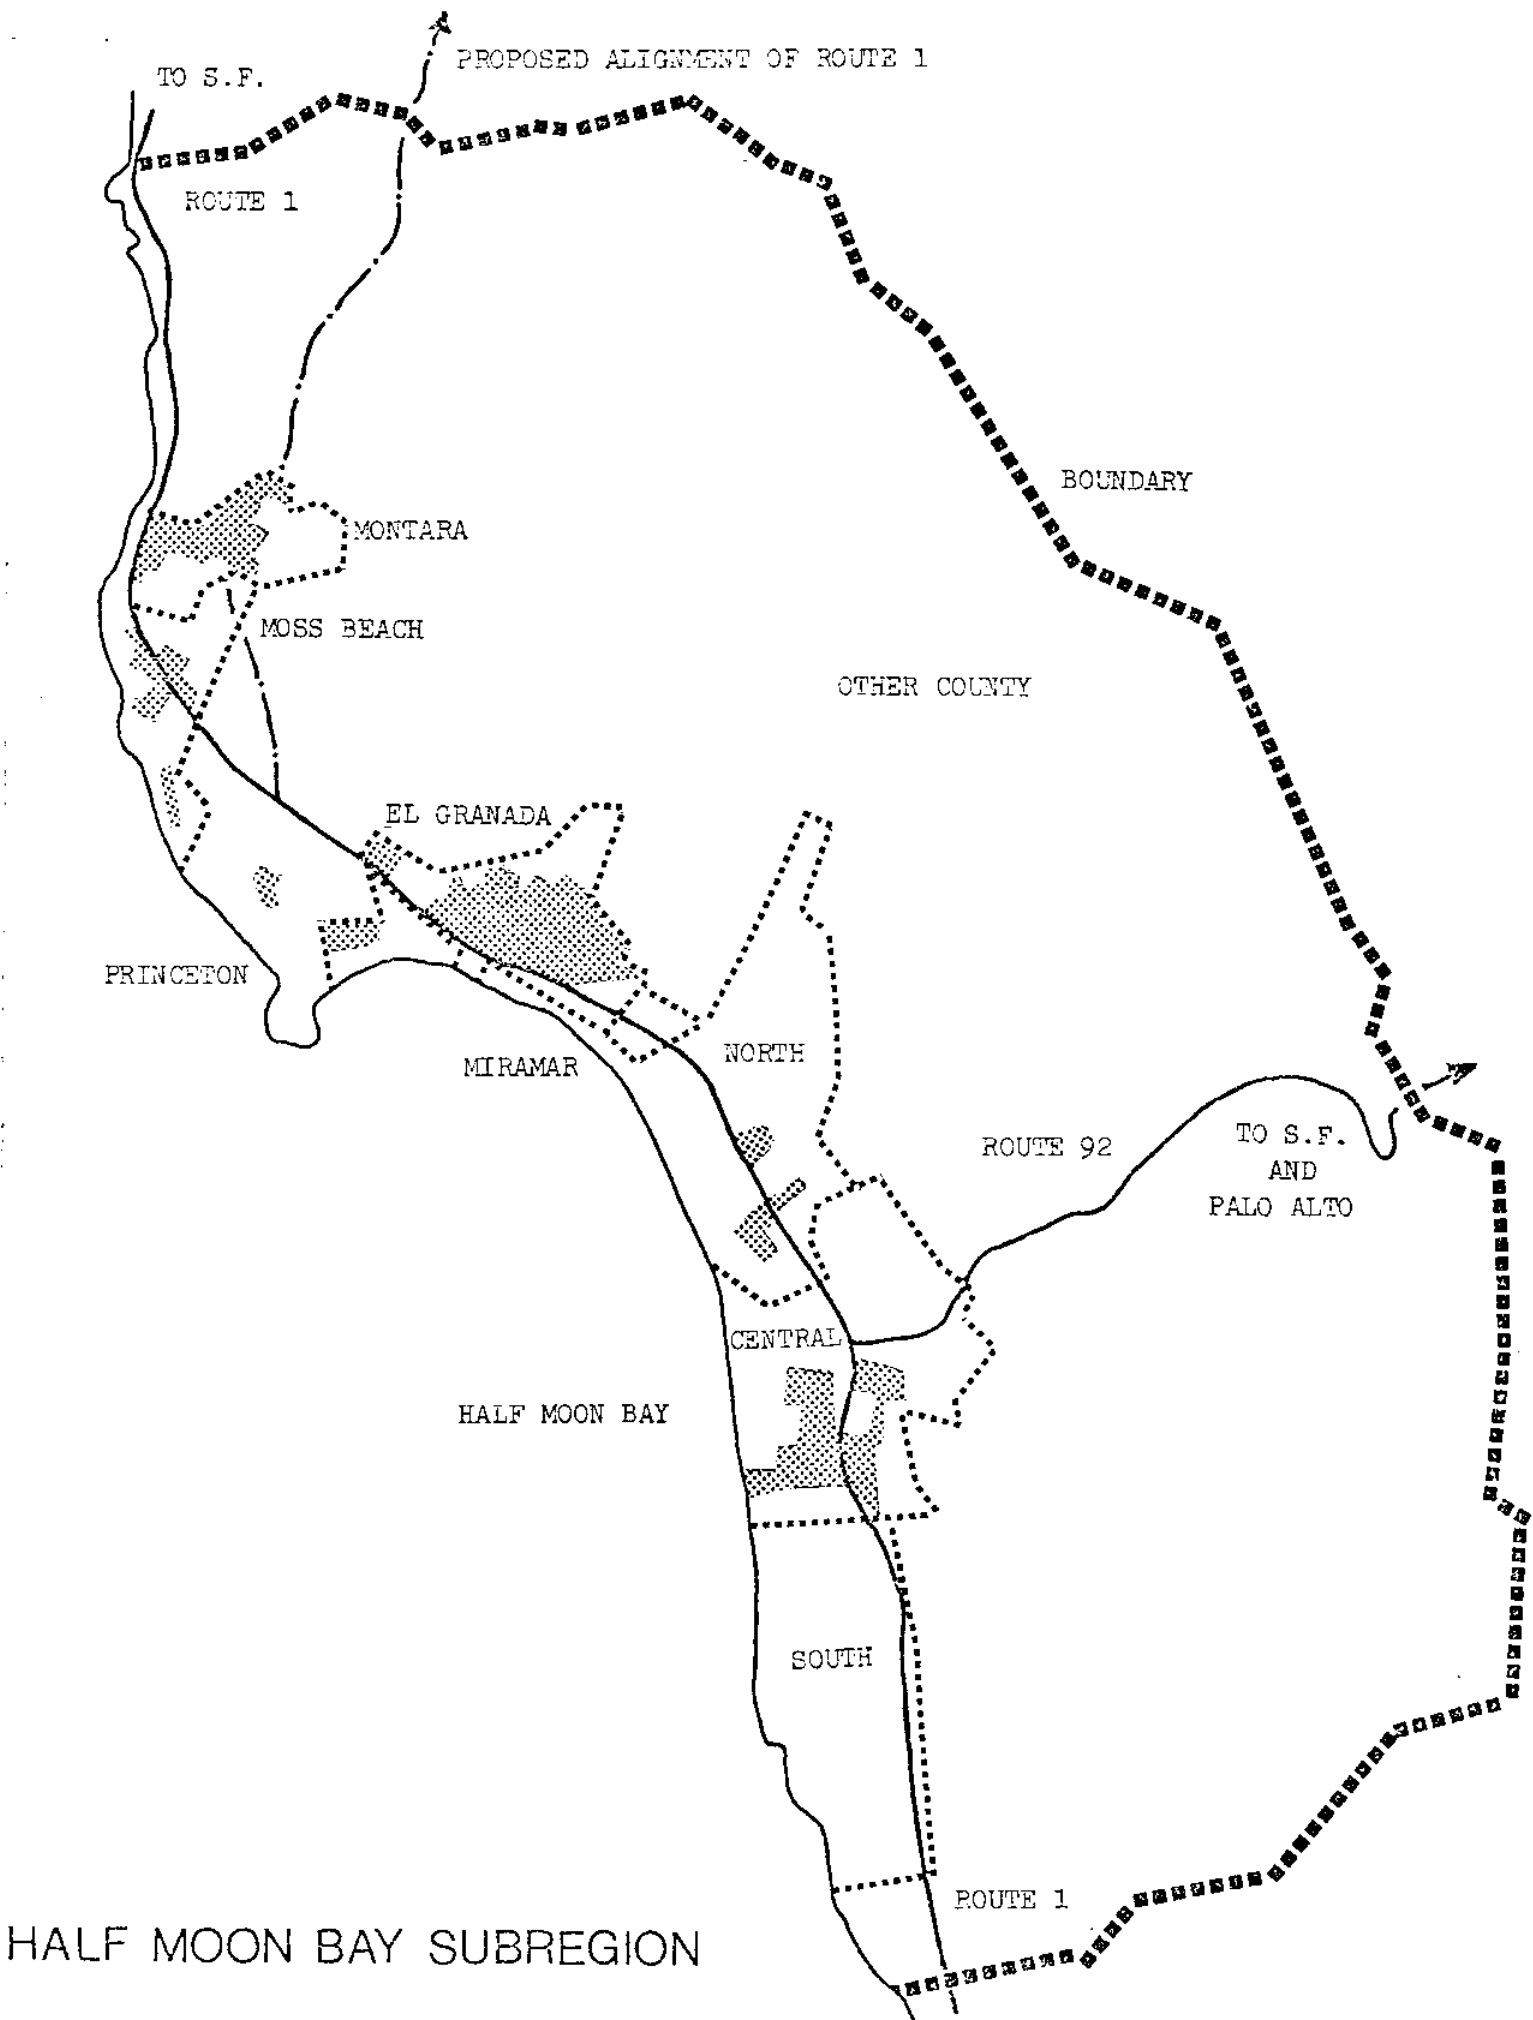 PROPOSED ALIGNMENT OF ROUTE 1
TO S.F.
ROUTE 1
BOUNDARY
MONTARA
MOSS BEACH
OTHER COUNTY
EL GRANADA
PRINCETON
MIRAMAR
NORTH
ROUTE 92
TO S.F.
AND
PALO ALTO
CENTRAL
HALF MOON BAY
SOUTH
ROUTE 1
HALF MOON BAY SUBREGION